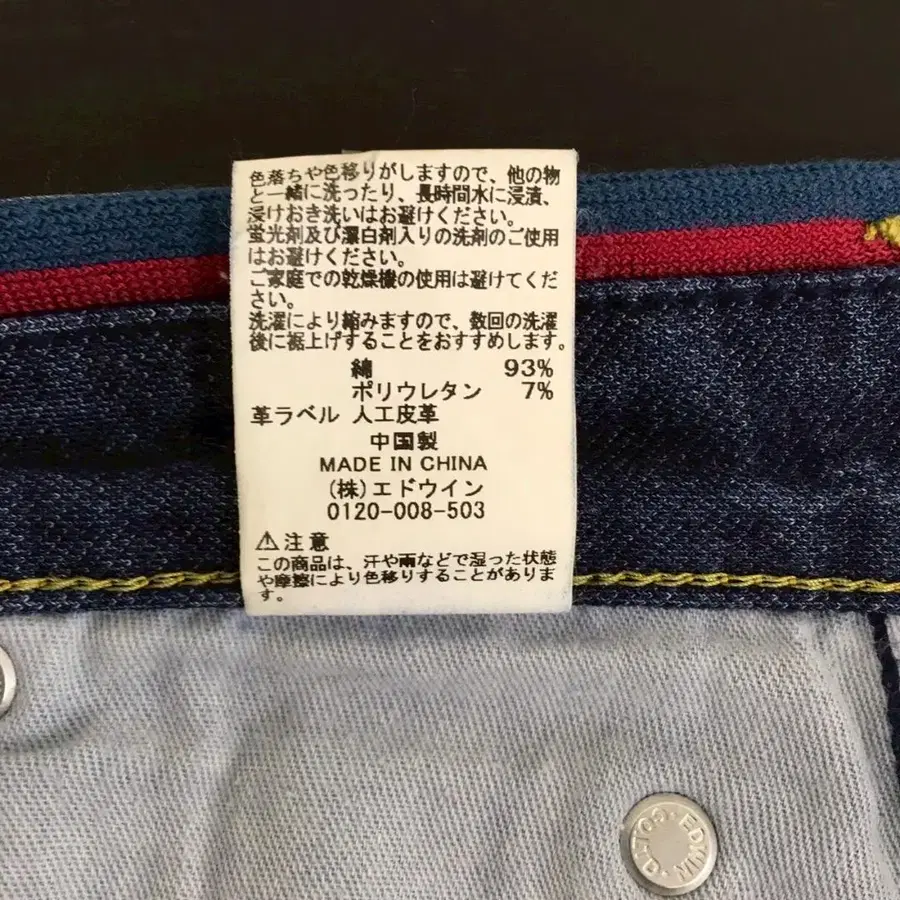 色落ちや色移りがしますので、他の物
と一緒に洗ったり、長時間水に浸漬、
浸けおき洗いはお避けください。
蛍光剤及び漂白剤入りの洗剤のご使用
はお避けください。
ご家庭での乾燥機の使用は避けてくだ
さい。
洗濯により縮みますので、数回の洗濯
後に裾上げすることをおすすめします。
綿 93%
ポリウレタン 7%
革ラベル 人工皮革
中国製
MADE IN CHINA
(株)エドウイン
0120-008-503
⚠注意
この商品は、汗や雨などで湿った状態
や摩擦により色移りすることがありま
す。
EDWIN